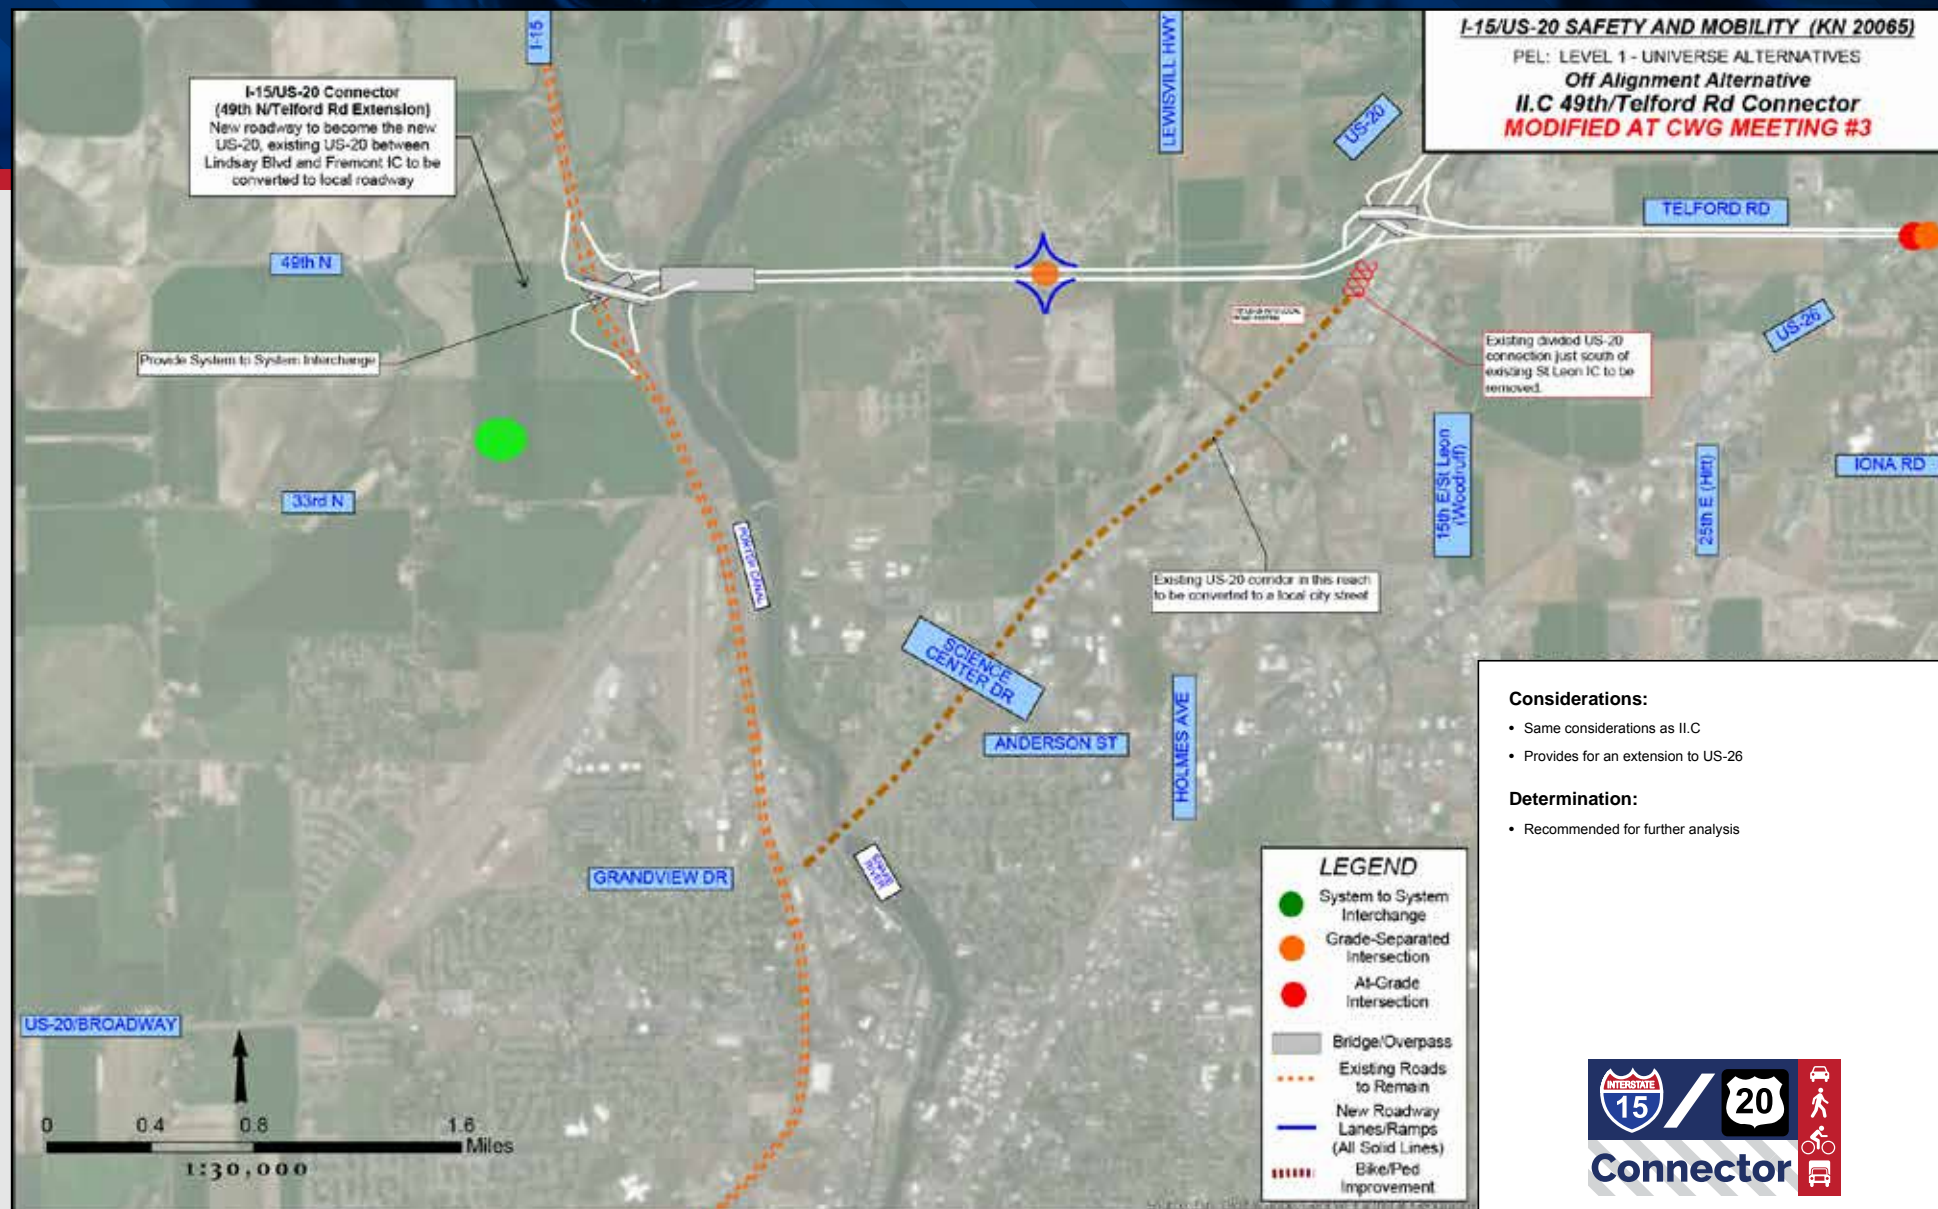 I-15/US-20 SAFETY AND MOBILITY (KN 20065)
PEL: LEVEL 1 - UNIVERSE ALTERNATIVES
Off Alignment Alternative
II.C 49th/Telford Rd Connector
MODIFIED AT CWG MEETING #3
I-15
LEWISVILL HWY
US-20
I-15/US-20 Connector
(49th N/Telford Rd Extension)
New roadway to become the new
US-20, existing US-20 between
Lindsay Blvd and Fremont IC to be
converted to local roadway
TELFORD RD
49th N
US-26
Provide System to System Interchange
Existing divided US-20
connection just south of
existing St Leon IC to be
removed.
15th E/St Leon
(Woodruff)
25th E (Hitt)
IONA RD
33rd N
PORTER CANAL
Existing US-20 corridor in this reach
to be converted to a local city street
SCIENCE
CENTER DR
ANDERSON ST
HOLMES AVE
GRANDVIEW DR
SNAKE
RIVER
US-20/BROADWAY
0 0.4 0.8 1.6
Miles
1:30,000
LEGEND
System to System
Interchange
Grade-Separated
Intersection
At-Grade
Intersection
Bridge/Overpass
Existing Roads
to Remain
New Roadway
Lanes/Ramps
(All Solid Lines)
Bike/Ped
Improvement
Considerations:
• Same considerations as II.C
• Provides for an extension to US-26
Determination:
• Recommended for further analysis
INTERSTATE
15
20
Connector